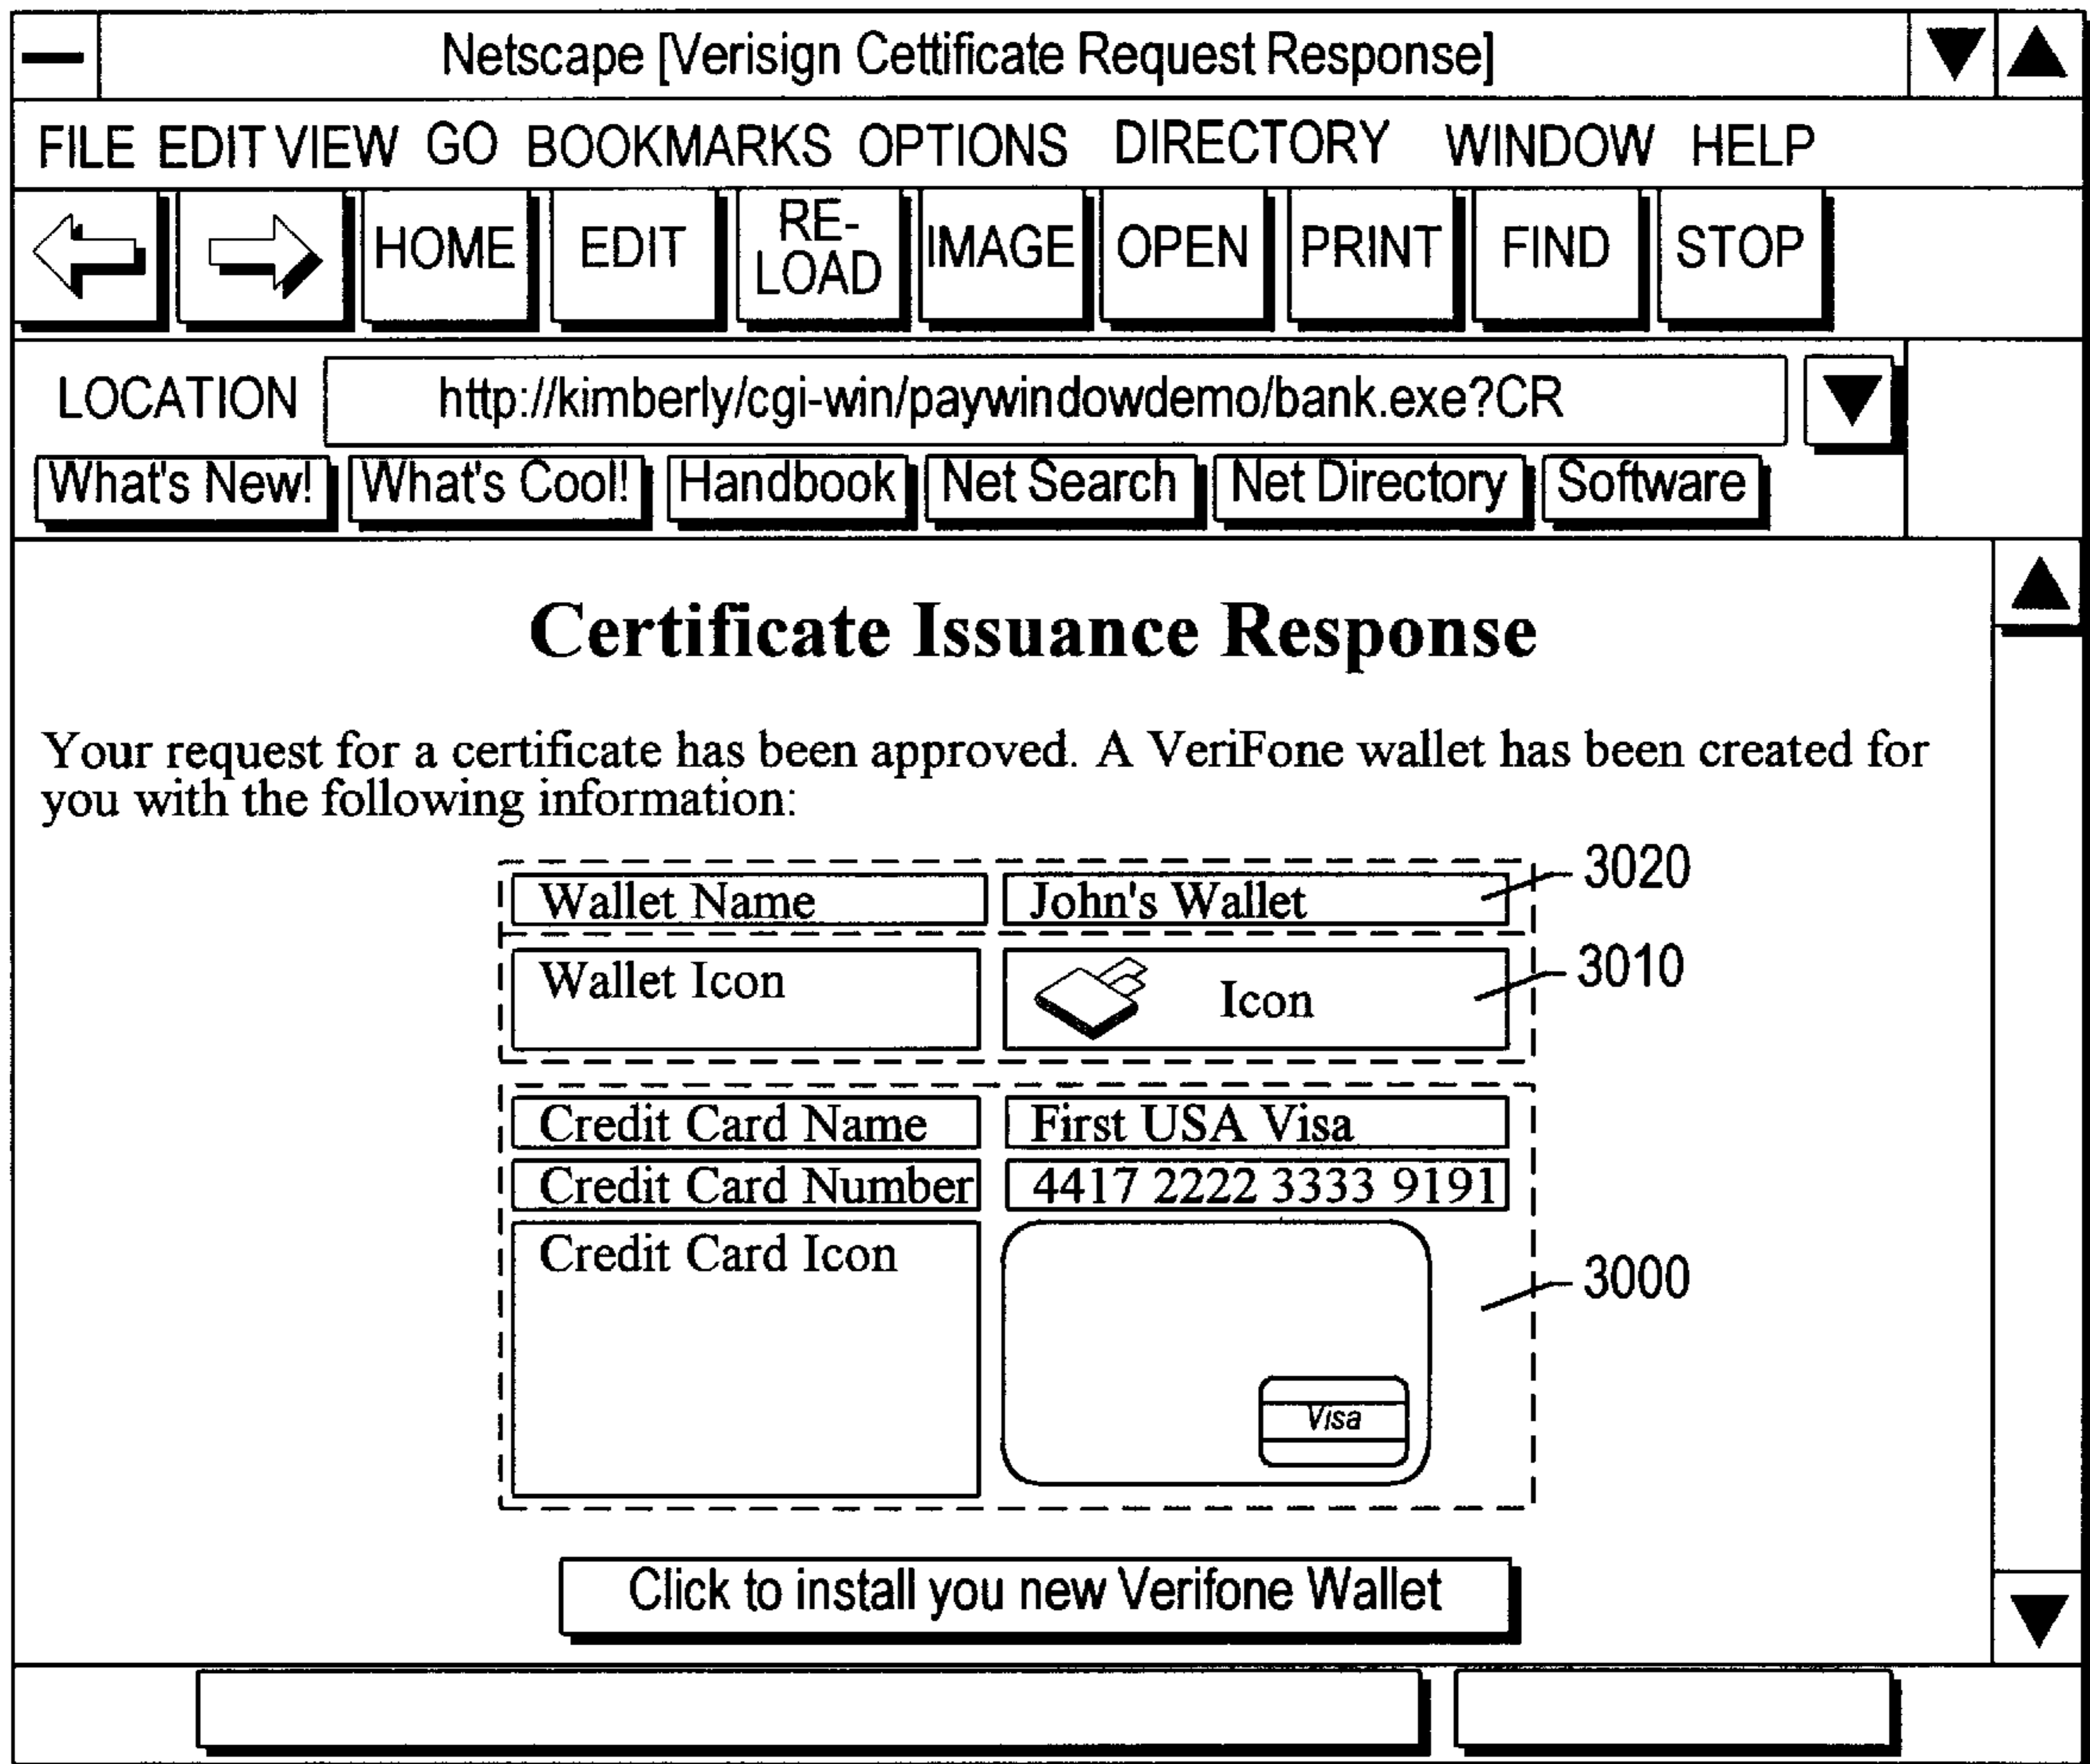 Netscape [Verisign Cettificate Request Response]
FILE EDIT VIEW GO BOOKMARKS OPTIONS DIRECTORY WINDOW HELP
HOME EDIT RE-LOAD IMAGE OPEN PRINT FIND STOP
LOCATION http://kimberly/cgi-win/paywindowdemo/bank.exe?CR
What's New! What's Cool! Handbook Net Search Net Directory Software
Certificate Issuance Response
Your request for a certificate has been approved. A VeriFone wallet has been created for
you with the following information:
Wallet Name John's Wallet 3020
Wallet Icon Icon 3010
Credit Card Name First USA Visa
Credit Card Number 4417 2222 3333 9191
Credit Card Icon 3000
Visa
Click to install you new Verifone Wallet